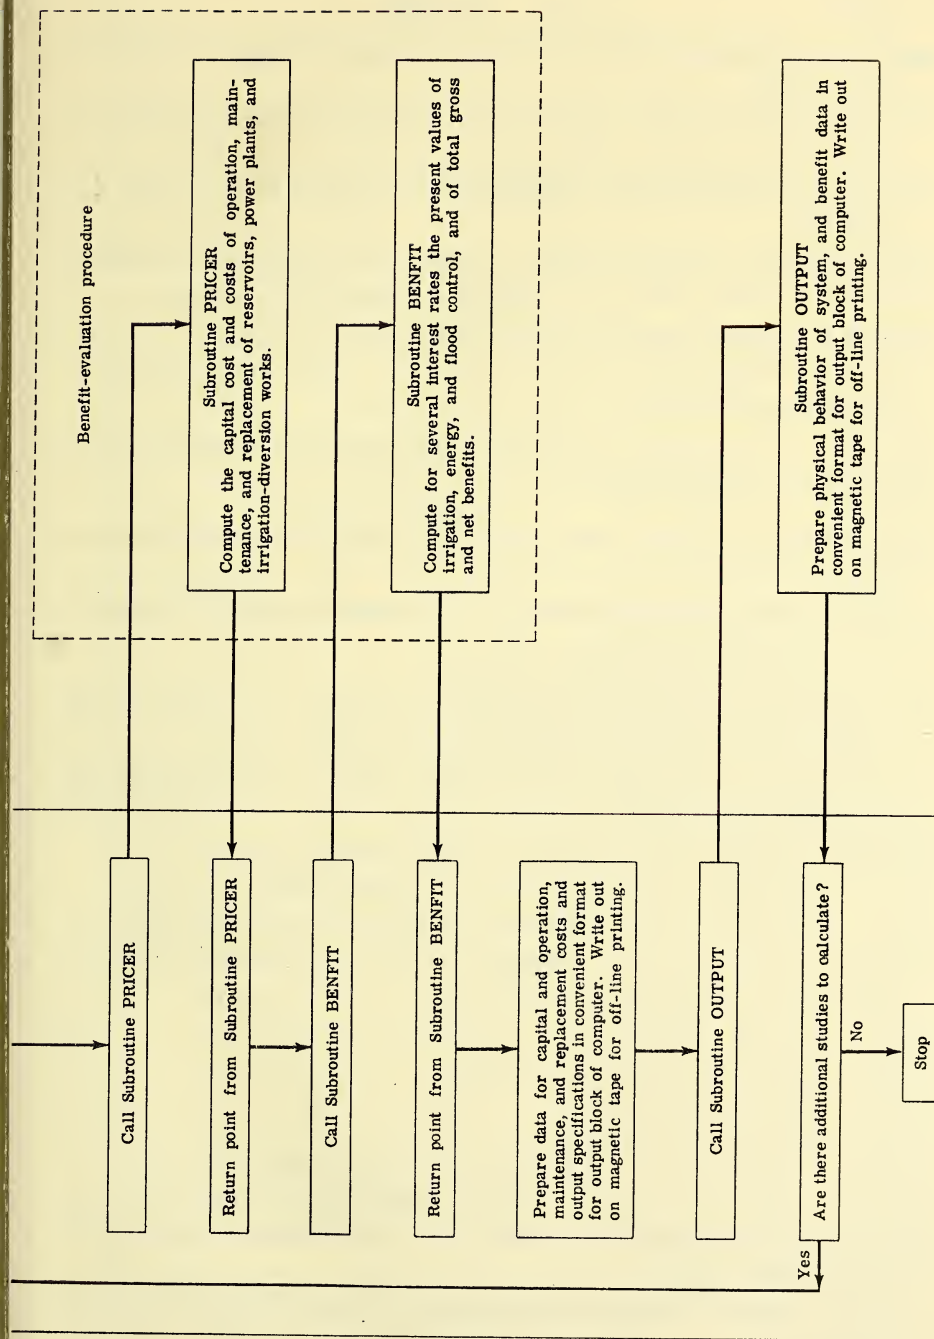 Benefit-evaluation procedure
Call Subroutine PRICER
Subroutine PRICER
Compute the capital cost and costs of operation, main-
tenance, and replacement of reservoirs, power plants, and
irrigation-diversion works.
Return point from Subroutine PRICER
Call Subroutine BENFIT
Subroutine BENFIT
Compute for several interest rates the present values of
irrigation, energy, and flood control, and of total gross
and net benefits.
Return point from Subroutine BENFIT
Prepare data for capital and operation,
maintenance, and replacement costs and
output specifications in convenient format
for output block of computer. Write out
on magnetic tape for off-line printing.
Call Subroutine OUTPUT
Subroutine OUTPUT
Prepare physical behavior of system, and benefit data in
convenient format for output block of computer. Write out
on magnetic tape for off-line printing.
Are there additional studies to calculate?
Yes
No
Stop